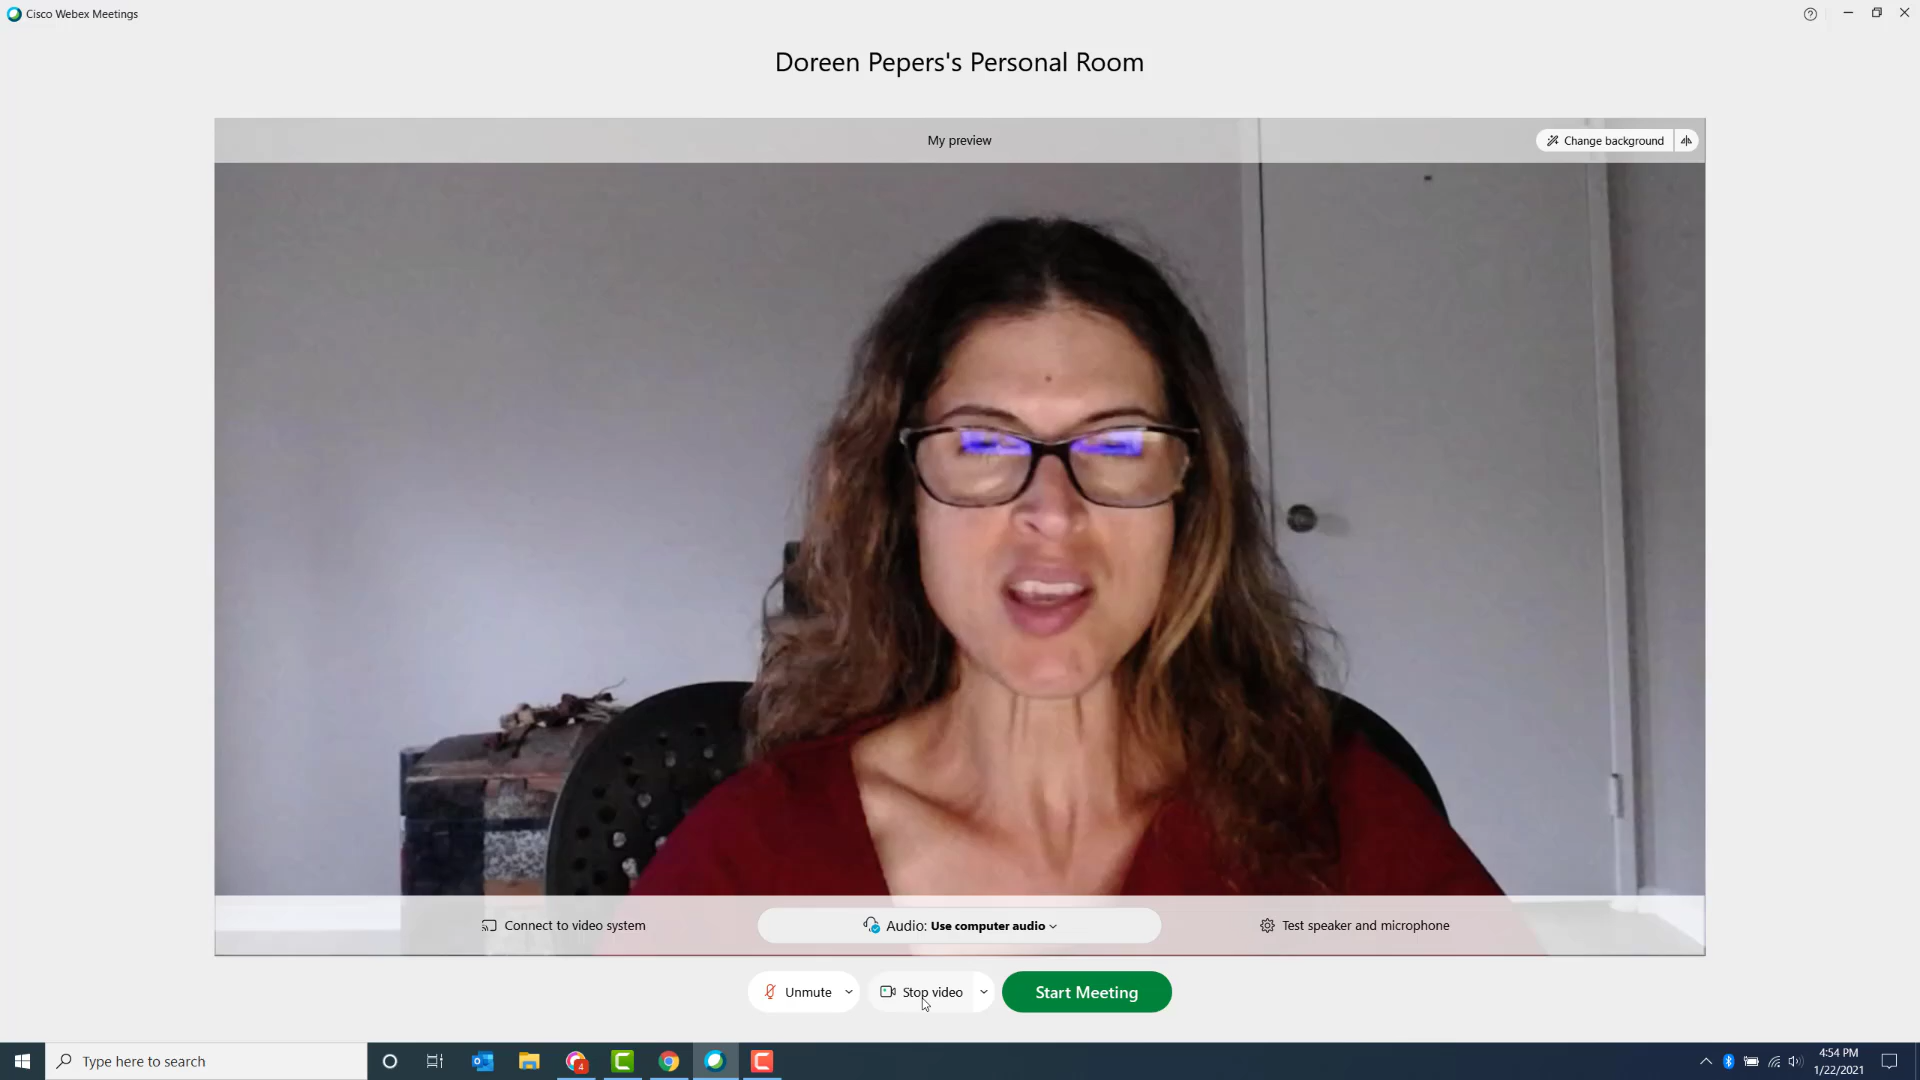 Cisco Webex Meetings
Doreen Pepers's Personal Room
My preview
Change background
Connect to video system
Audio: Use computer audio
Test speaker and microphone
Unmute
Stop video
Start Meeting
Type here to search
4
4:54 PM
1/22/2021